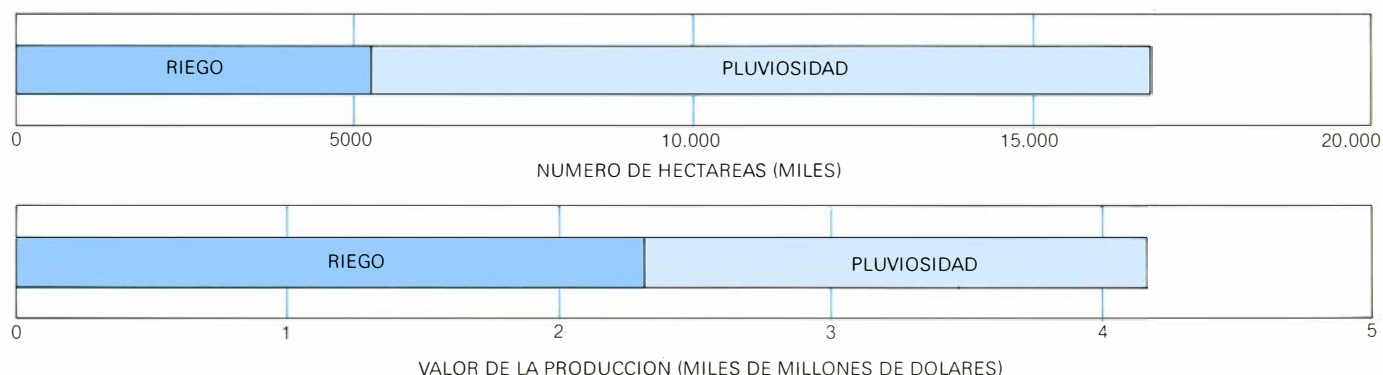 RIEGO PLUVIOSIDAD
0 5000 10.000 15.000 20.000
NUMERO DE HECTAREAS (MILES)
RIEGO PLUVIOSIDAD
0 1 2 3 4 5
VALOR DE LA PRODUCCION (MILES DE MILLONES DE DOLARES)